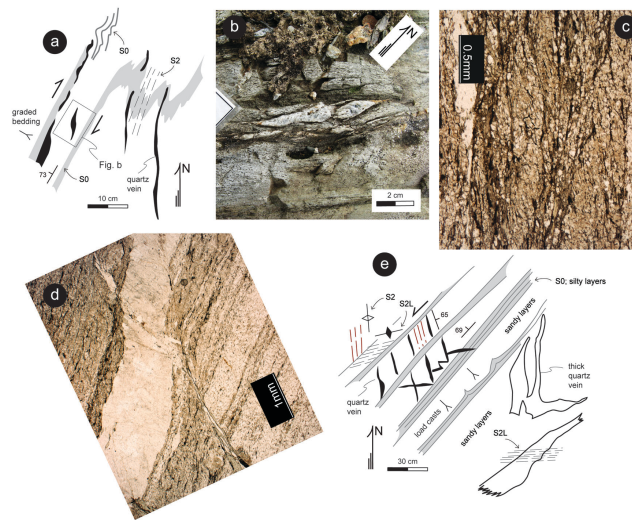 a
S0
S2
graded
bedding
Fig. b
73
S0
quartz
vein
10 cm
N
b
N
2 cm
c
0.5mm
d
1mm
e
S2
S2L
S0; silty layers
65
69
sandy layers
quartz
vein
load casts
sandy layers
thick
quartz
vein
S2L
N
30 cm